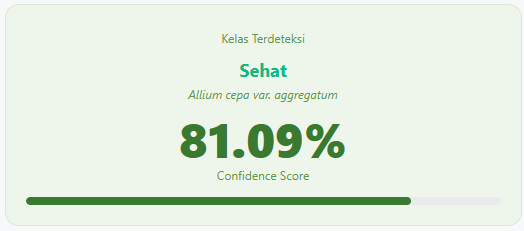 Kelas Terdeteksi
Sehat
Allium cepa var. aggregatum
81.09%
Confidence Score